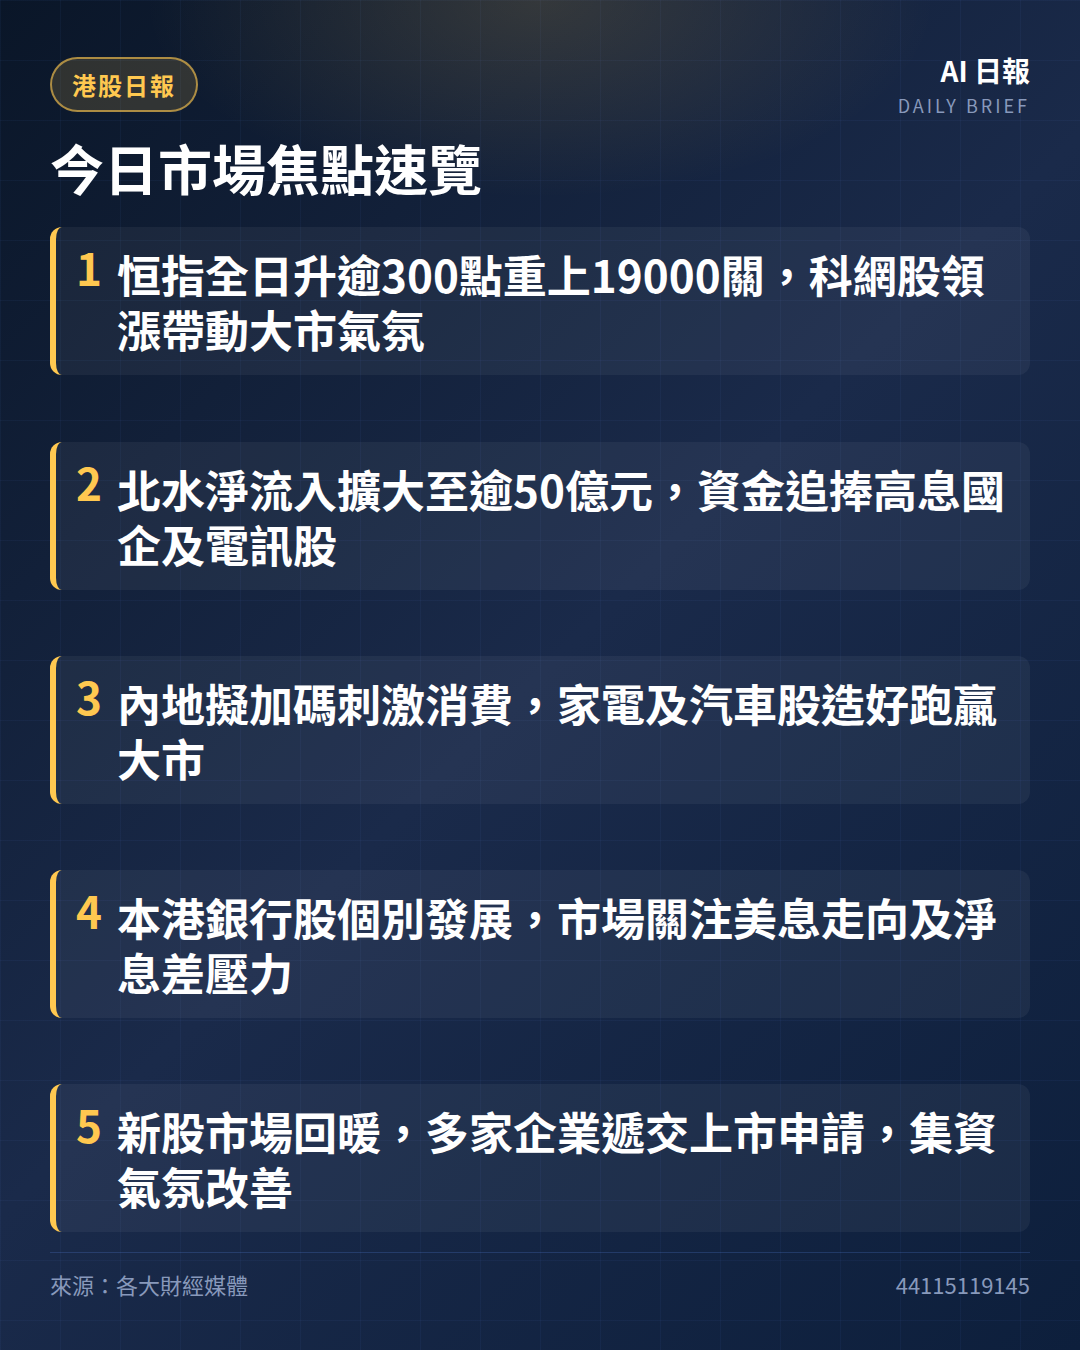 港股日報
AI 日報
DAILY BRIEF
今日市場焦點速覽
1 恒指全日升逾300點重上19000關，科網股領
漲帶動大市氣氛
2 北水淨流入擴大至逾50億元，資金追捧高息國
企及電訊股
3 內地擬加碼刺激消費，家電及汽車股造好跑贏
大市
4 本港銀行股個別發展，市場關注美息走向及淨
息差壓力
5 新股市場回暖，多家企業遞交上市申請，集資
氣氛改善
來源：各大財經媒體
44115119145